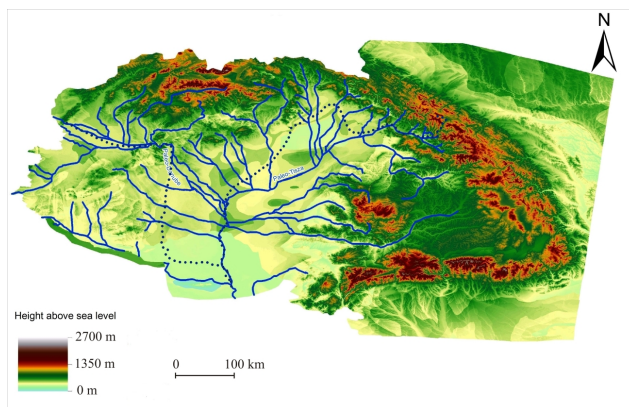 N
Paleo-Tisza
Height above sea level
2700 m
1350 m
0 m
0 100 km